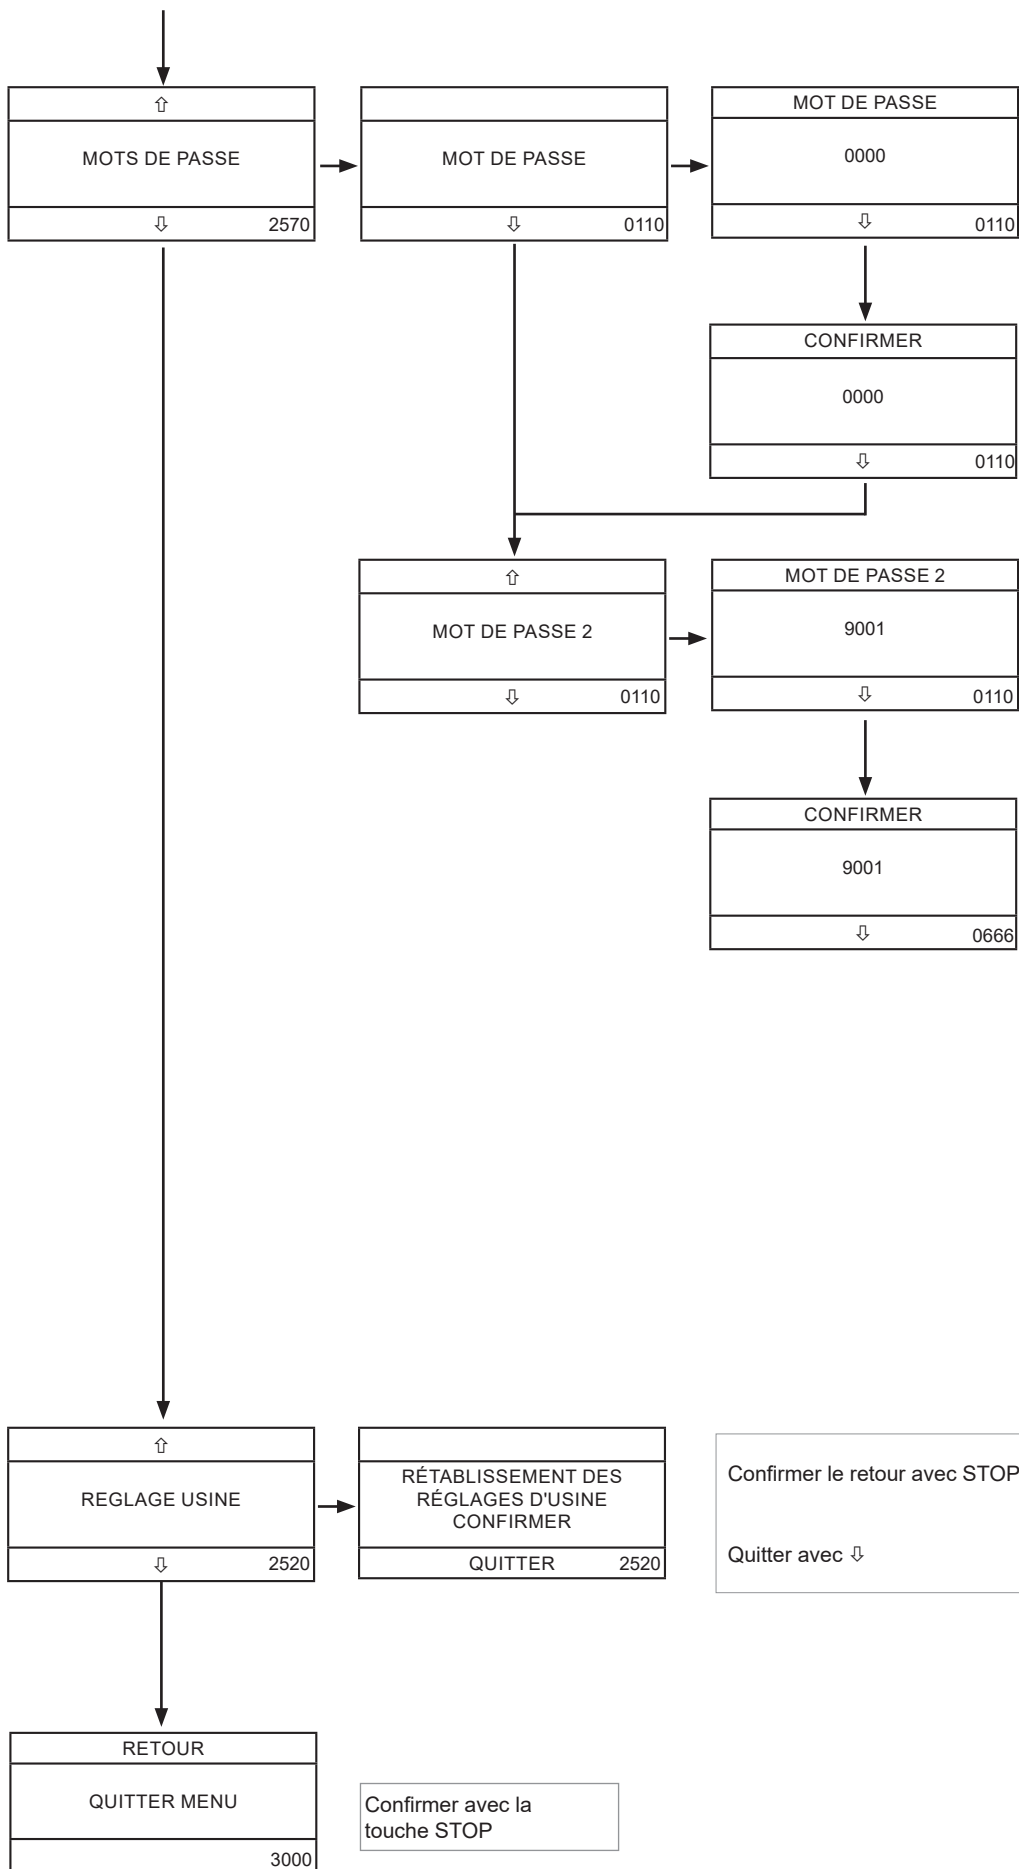 ⇧
MOTS DE PASSE
⇩ 2570
MOT DE PASSE
⇩ 0110
MOT DE PASSE
0000
⇩ 0110
CONFIRMER
0000
⇩ 0110
⇧
MOT DE PASSE 2
⇩ 0110
MOT DE PASSE 2
9001
⇩ 0110
CONFIRMER
9001
⇩ 0666
⇧
REGLAGE USINE
⇩ 2520
RÉTABLISSEMENT DES
RÉGLAGES D'USINE
CONFIRMER
QUITTER 2520
Confirmer le retour avec STOP
Quitter avec ⇩
RETOUR
QUITTER MENU
3000
Confirmer avec la
touche STOP